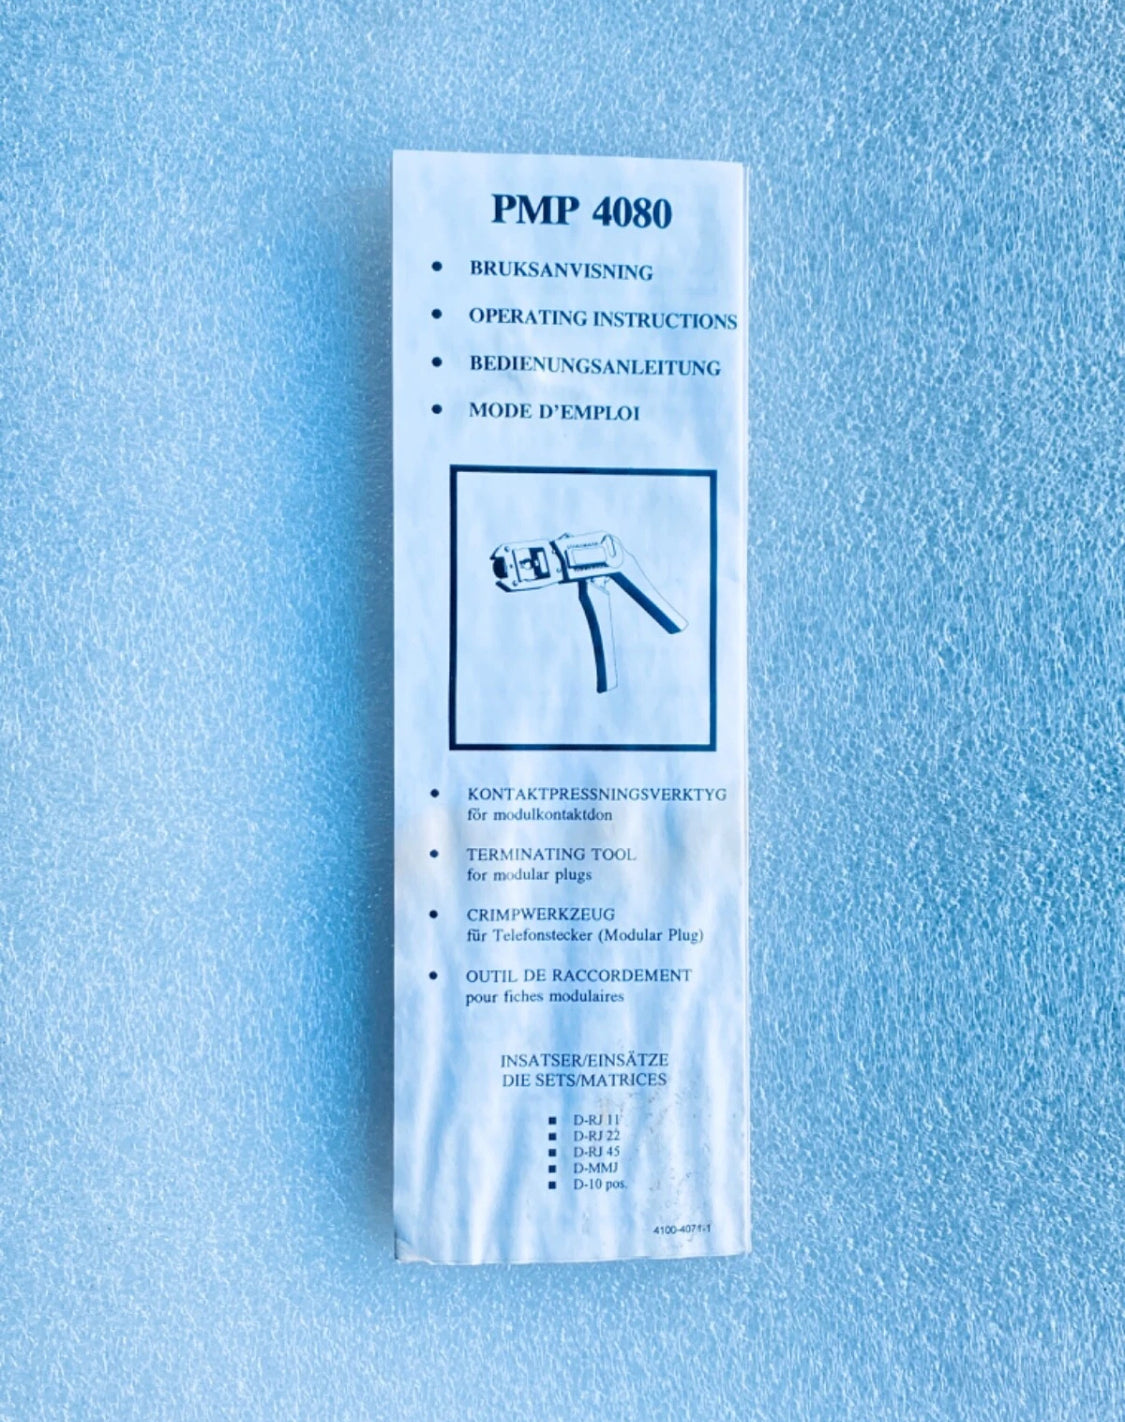 PMP 4080
• BRUKSANVISNING
• OPERATING INSTRUCTIONS
• BEDIENUNGSANLEITUNG
• MODE D'EMPLOI
• KONTAKTPRESSNINGSVERKTYG
för modulkontaktdon
• TERMINATING TOOL
for modular plugs
• CRIMPWERKZEUG
für Telefonstecker (Modular Plug)
• OUTIL DE RACCORDEMENT
pour fiches modulaires
INSATSER/EINSÄTZE
DIE SETS/MATRICES
■ D-RJ 11
■ D-RJ 22
■ D-RJ 45
■ D-MMJ
■ D-10 pos.